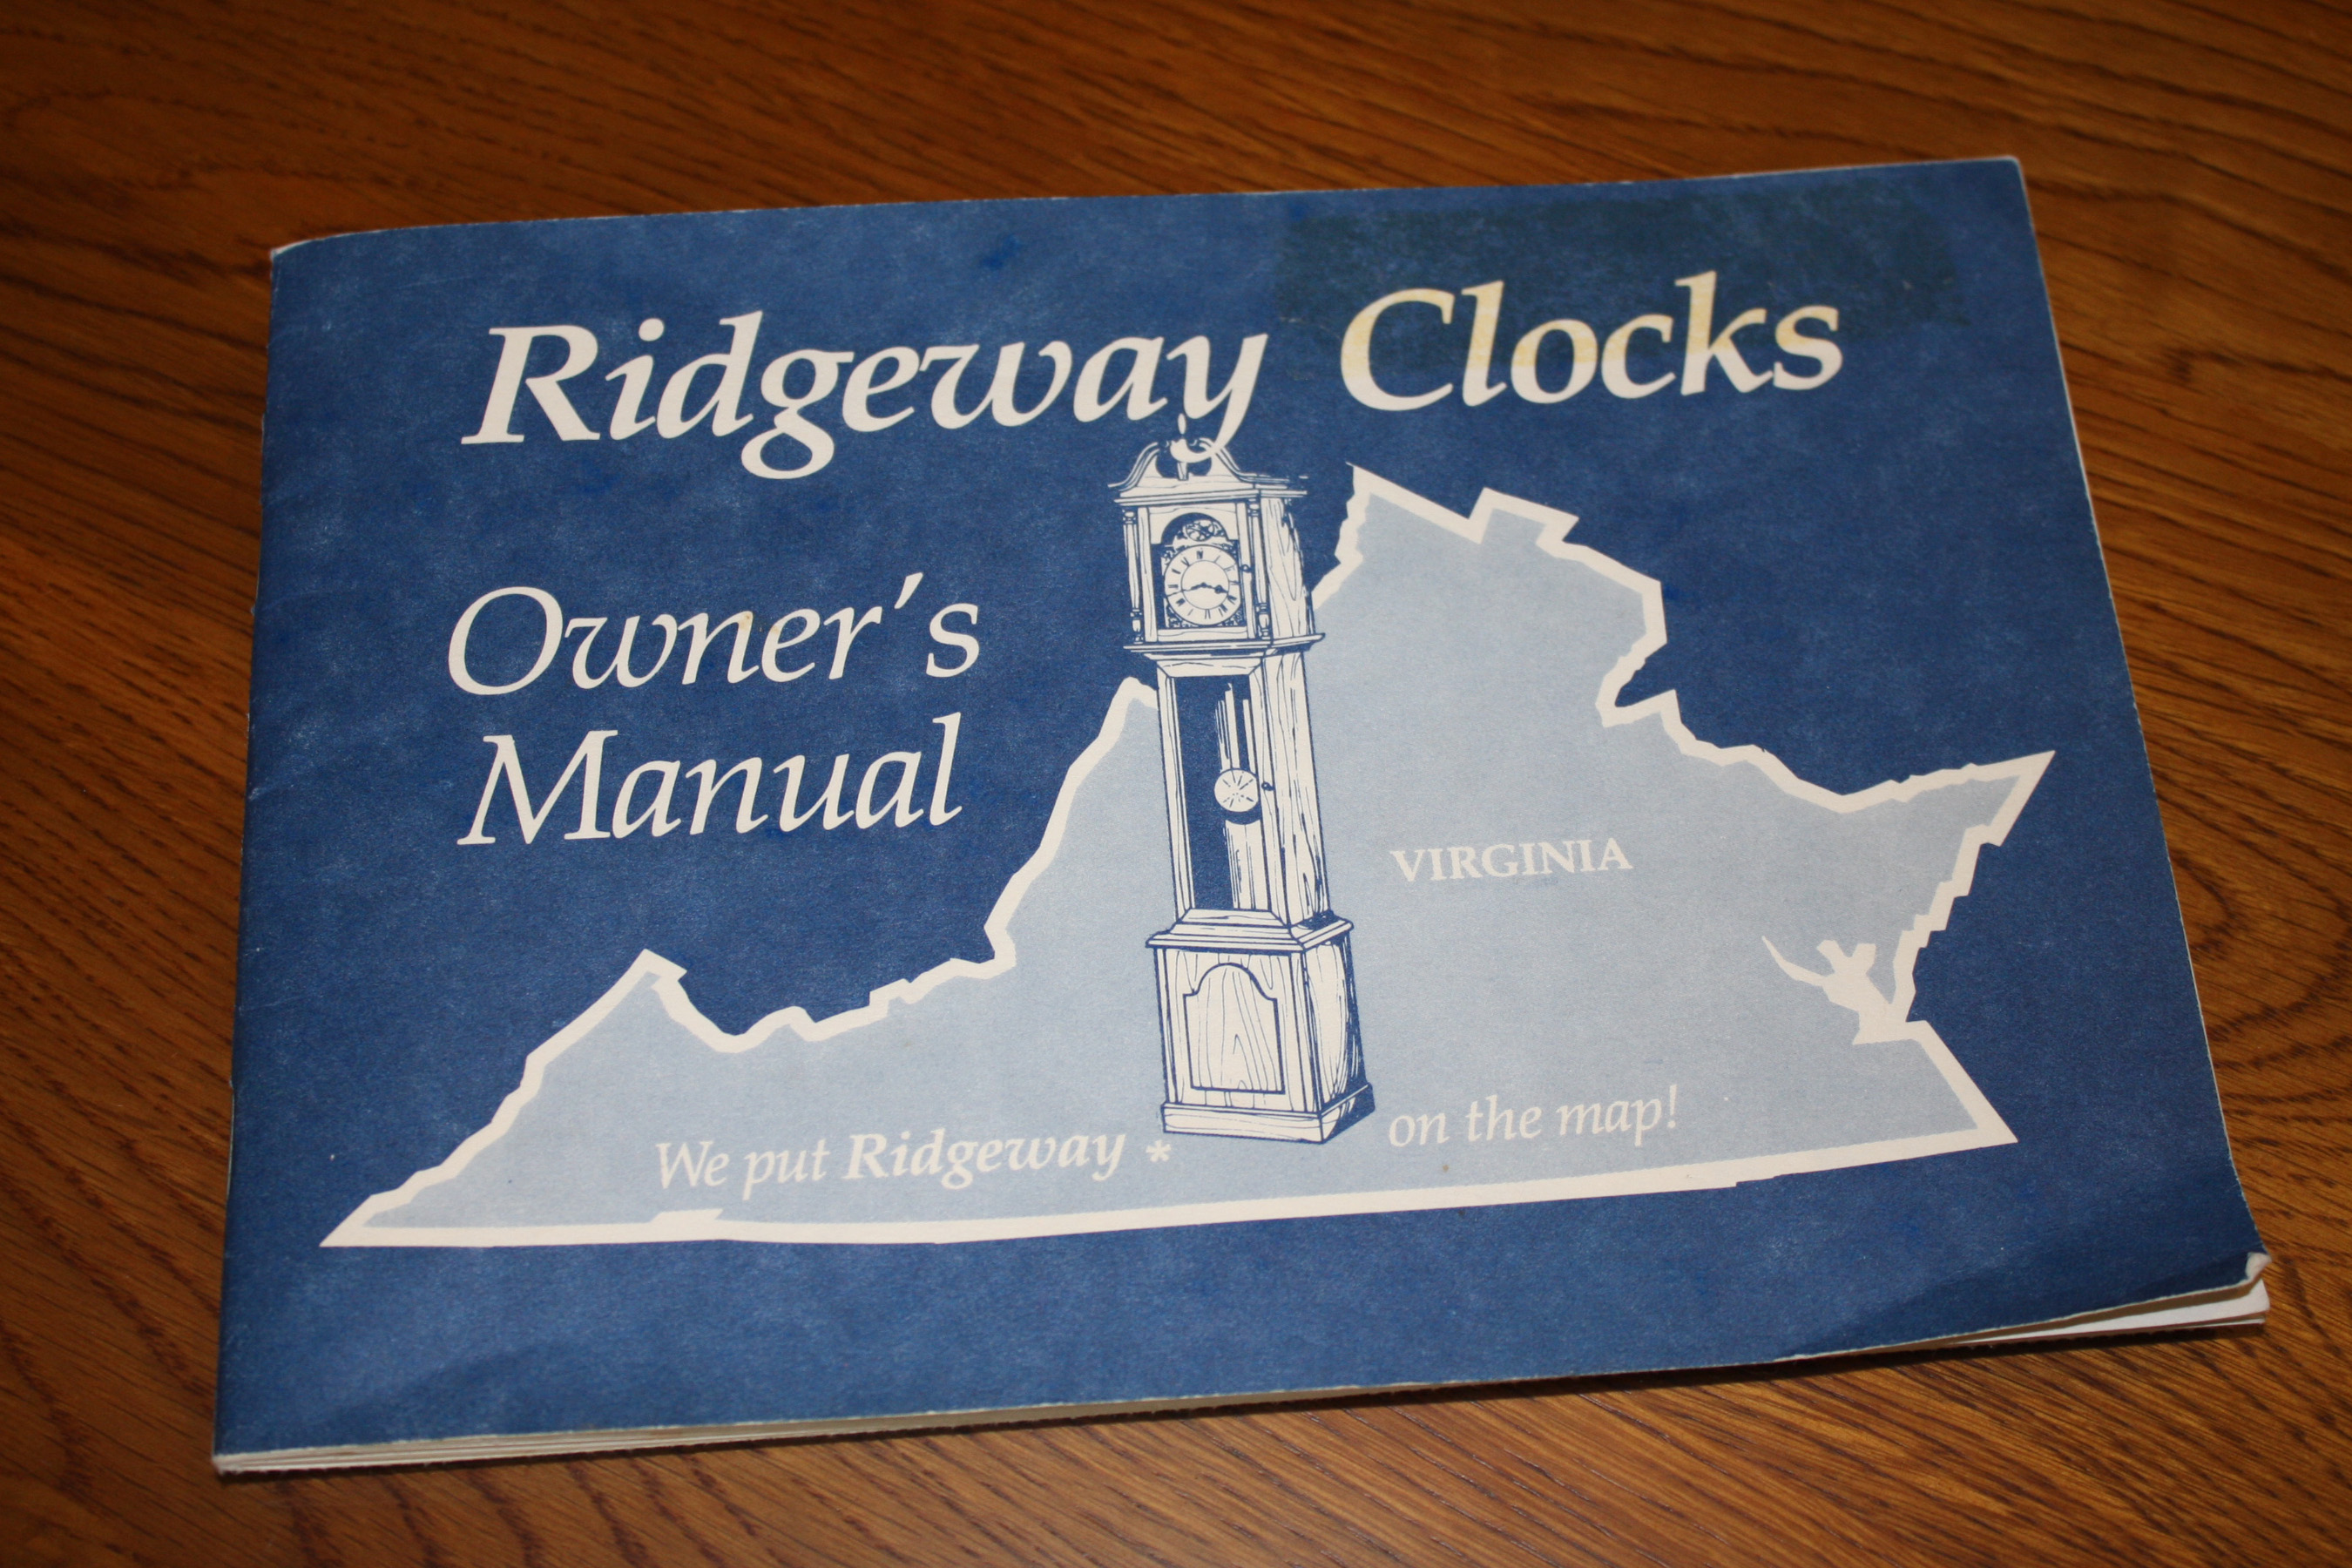 Ridgeway Clocks
Owner's
Manual
VIRGINIA
We put Ridgeway * on the map!